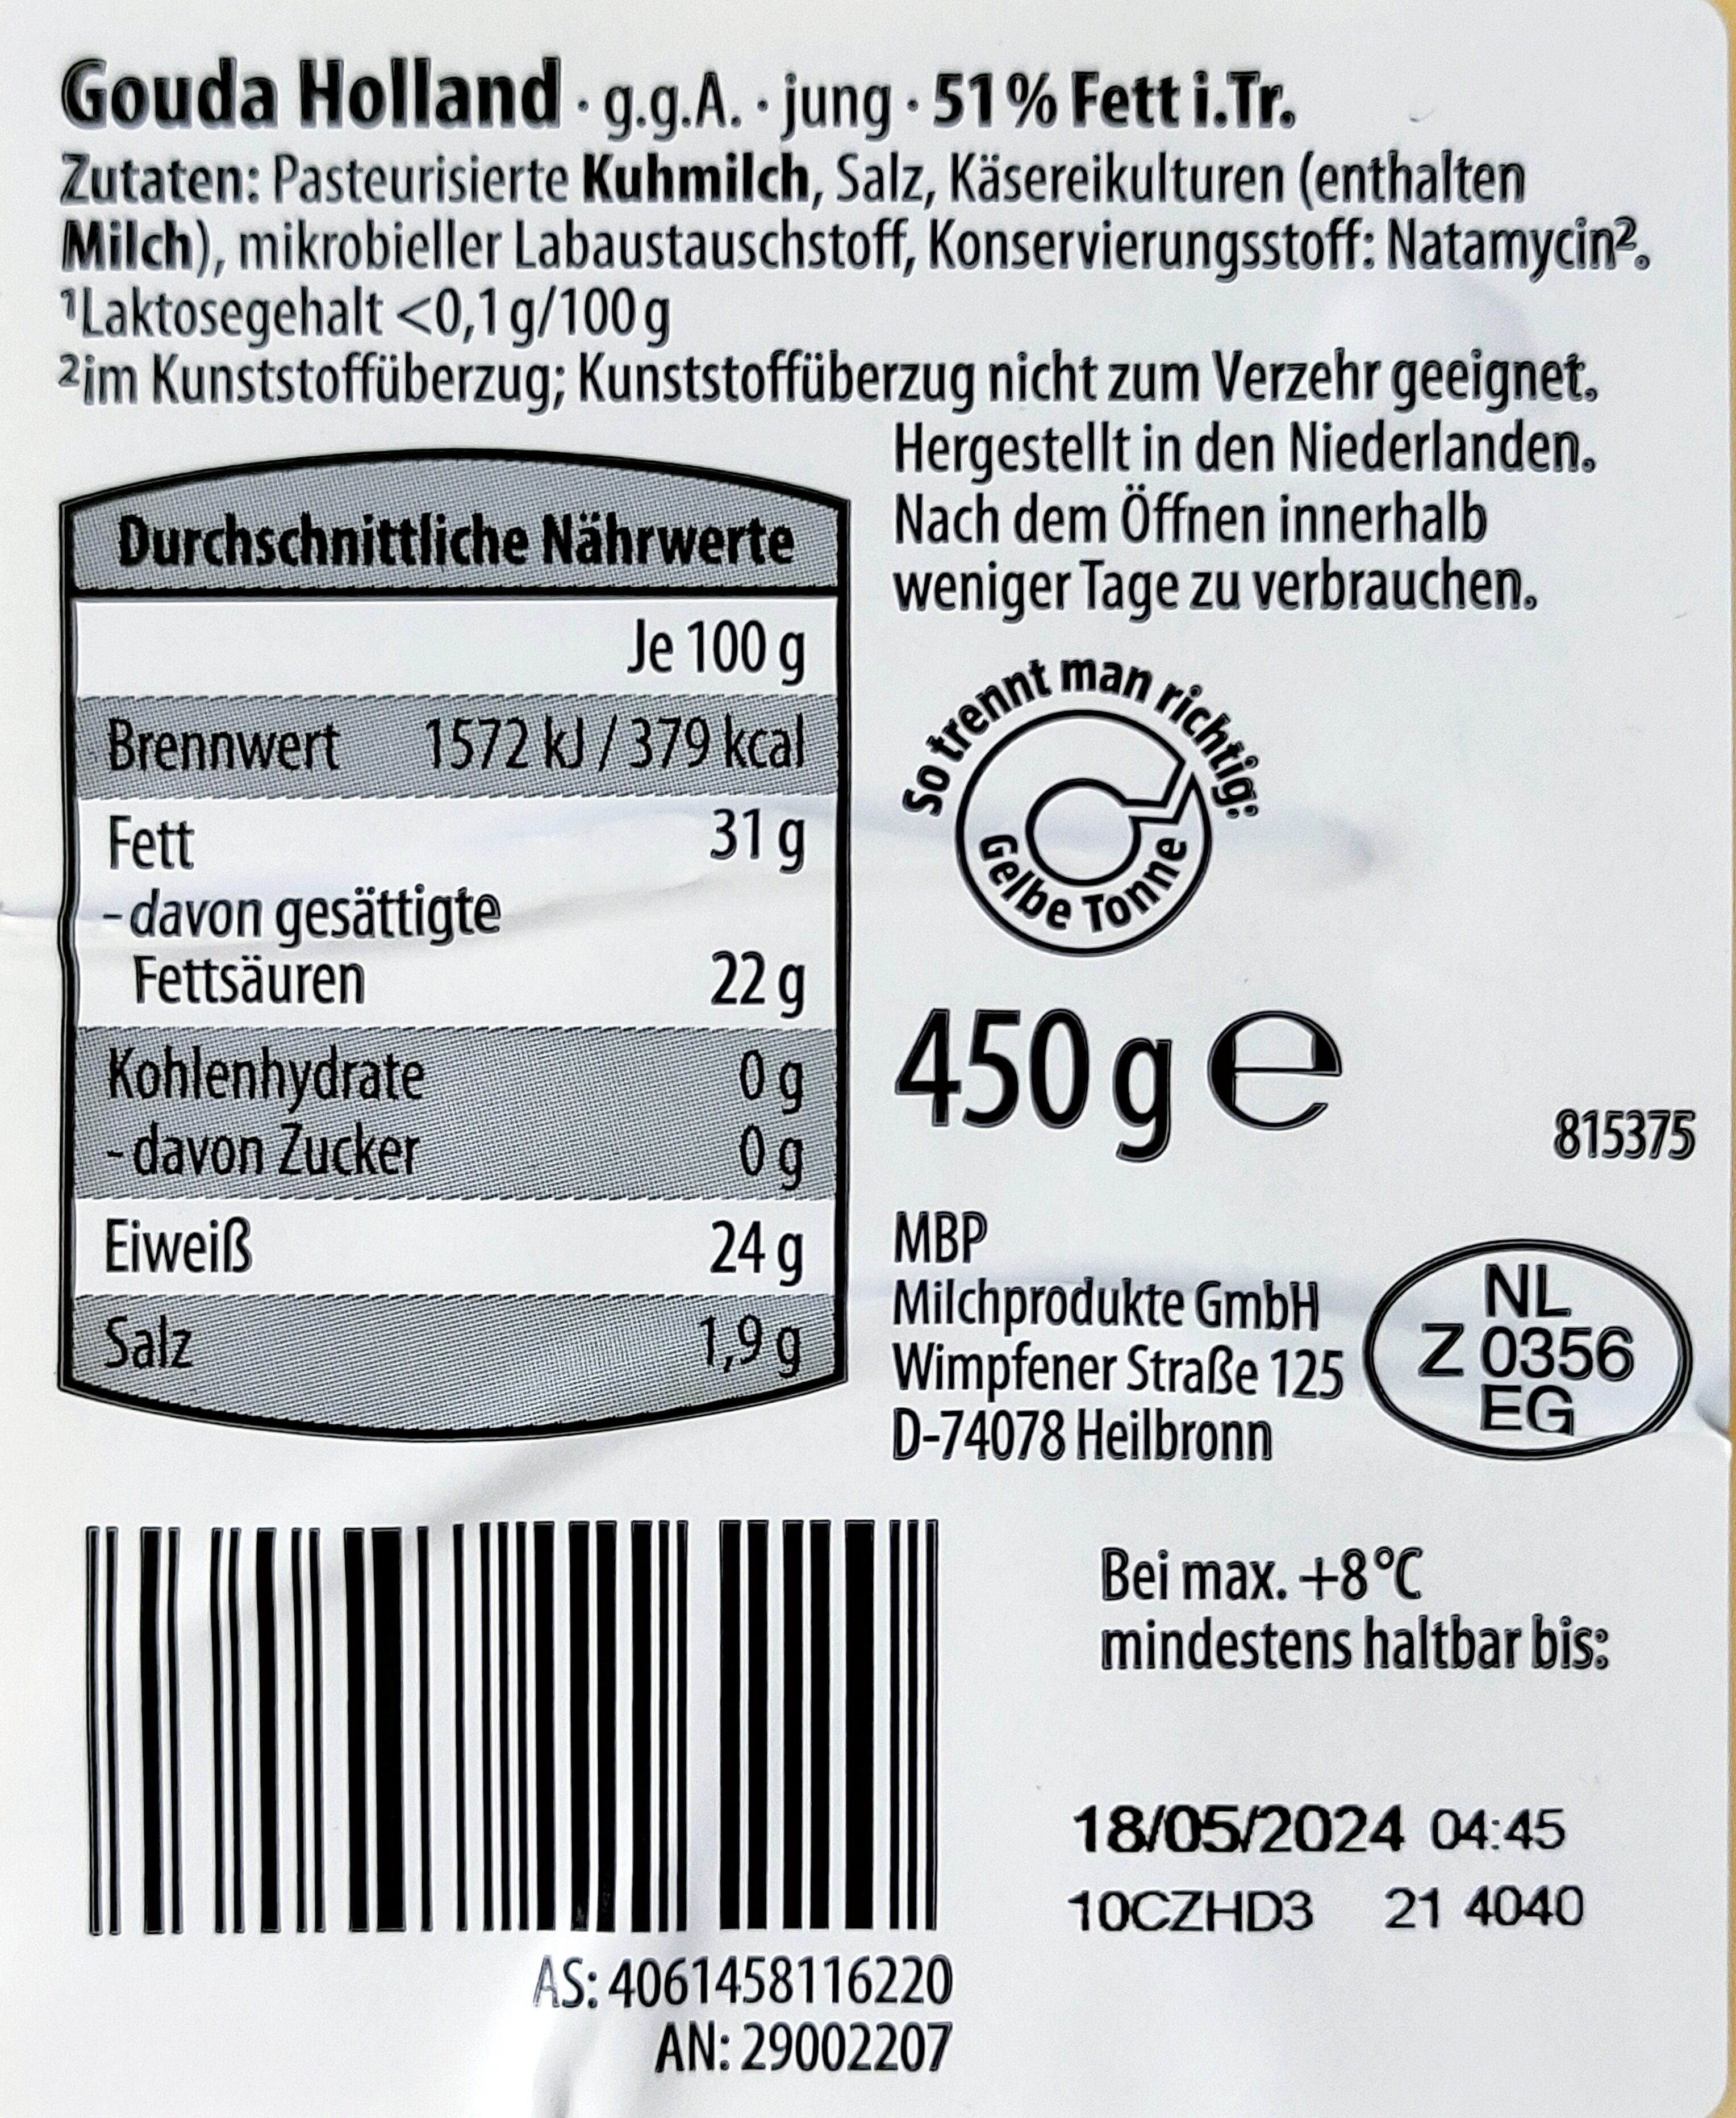 Gouda Holland · g.g.A. · jung · 51% Fett i.Tr.
Zutaten: Pasteurisierte Kuhmilch, Salz, Käsereikulturen (enthalten
Milch), mikrobieller Labaustauschstoff, Konservierungsstoff: Natamycin².
¹Laktosegehalt <0,1 g/100 g
²im Kunststoffüberzug; Kunststoffüberzug nicht zum Verzehr geeignet.
Hergestellt in den Niederlanden.
Nach dem Öffnen innerhalb
weniger Tage zu verbrauchen.
Durchschnittliche Nährwerte
Je 100 g
Brennwert 1572 kJ / 379 kcal
Fett 31 g
- davon gesättigte
Fettsäuren 22 g
Kohlenhydrate 0 g
- davon Zucker 0 g
Eiweiß 24 g
Salz 1,9 g
So trennt man richtig:
Gelbe Tonne
450 g e
815375
MBP
Milchprodukte GmbH
Wimpfener Straße 125
D-74078 Heilbronn
NL
Z 0356
EG
Bei max. +8°C
mindestens haltbar bis:
18/05/2024 04:45
10CZHD3 21 4040
AS: 4061458116220
AN: 29002207